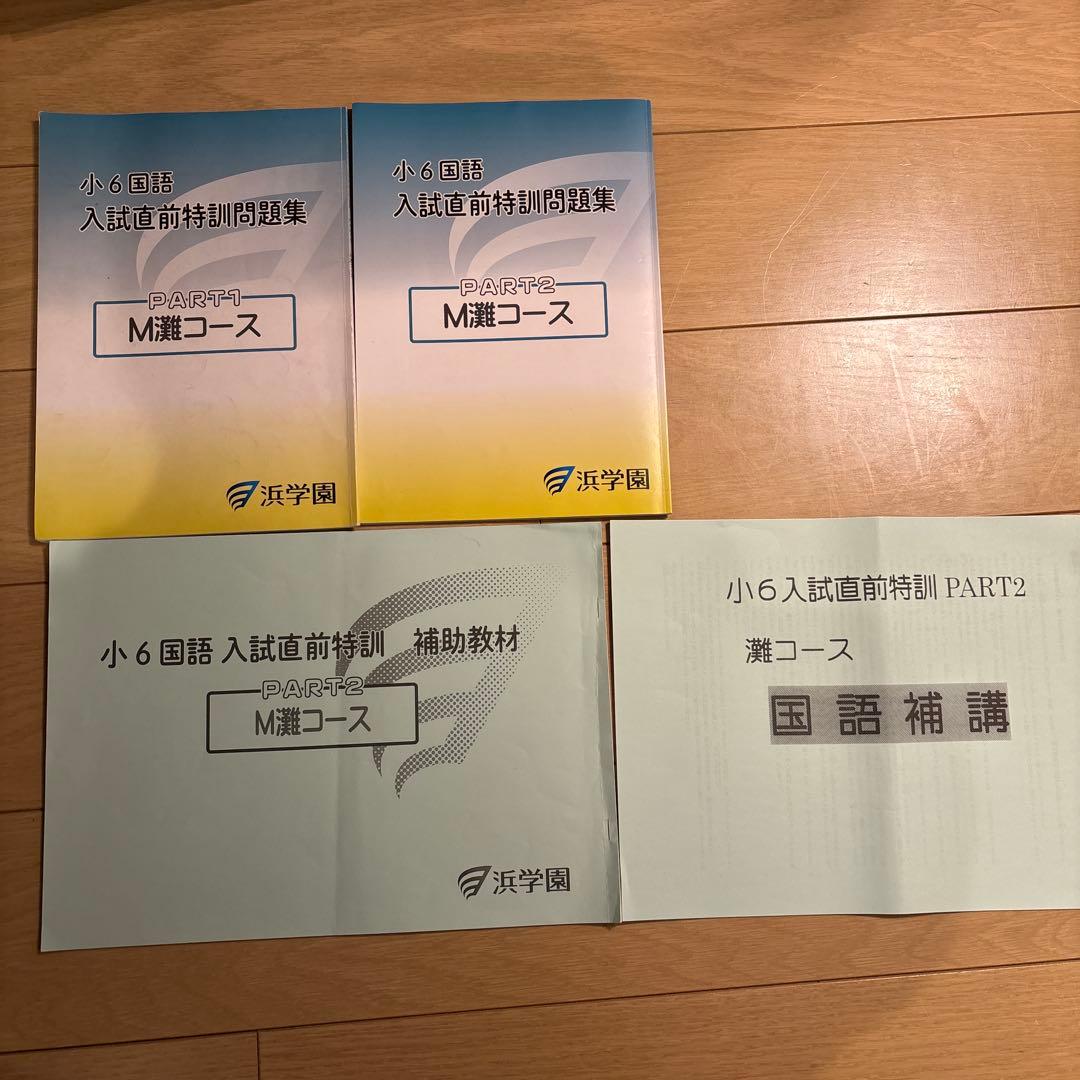 小6国語
入試直前特訓問題集
PART1
M灘コース
浜学園
小6国語
入試直前特訓問題集
PART2
M灘コース
浜学園
小6国語 入試直前特訓 補助教材
PART2
M灘コース
浜学園
小6入試直前特訓 PART2
灘コース
国語補講